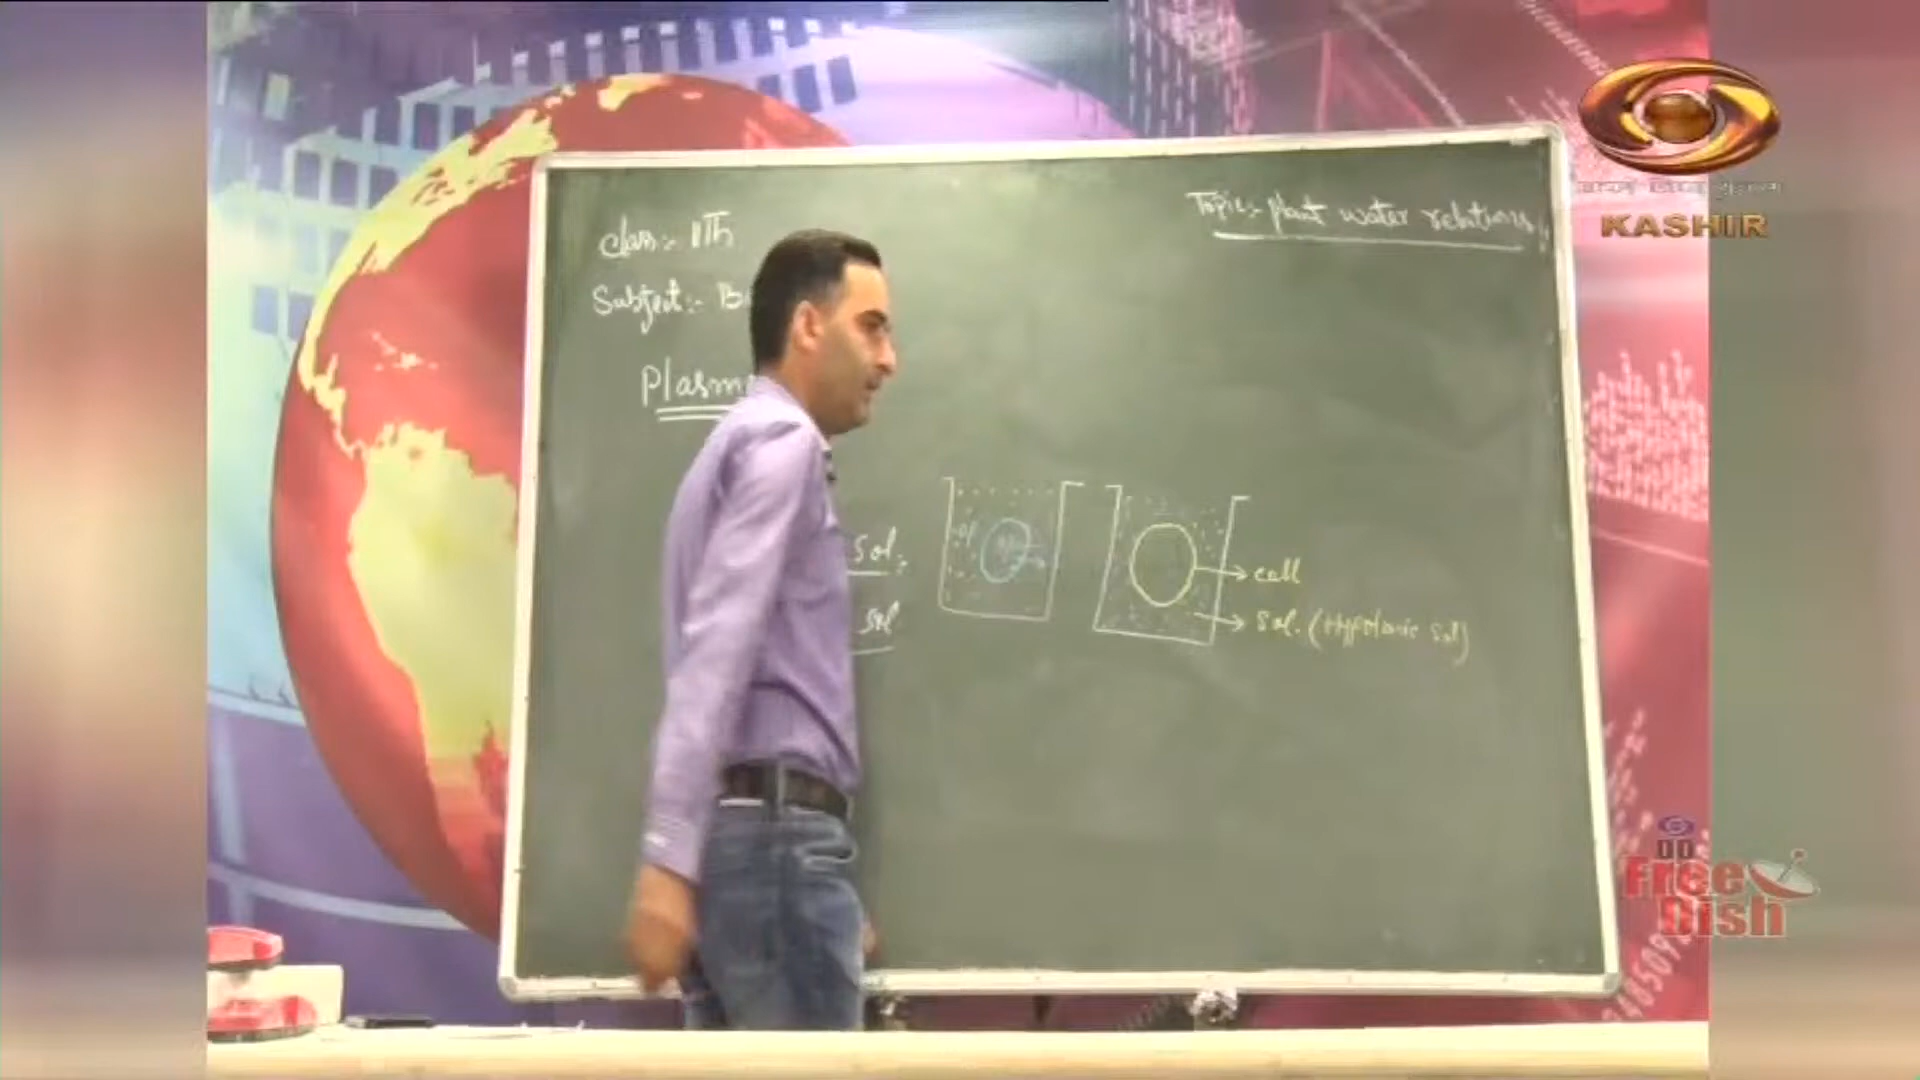 Class:- 11Th
Topic:- plant water relations
KASHIR
Subject:- B
Plasm
Sol:
cell
Sol. (Hypotonic Sol)
Sol
DD
Free
Dish